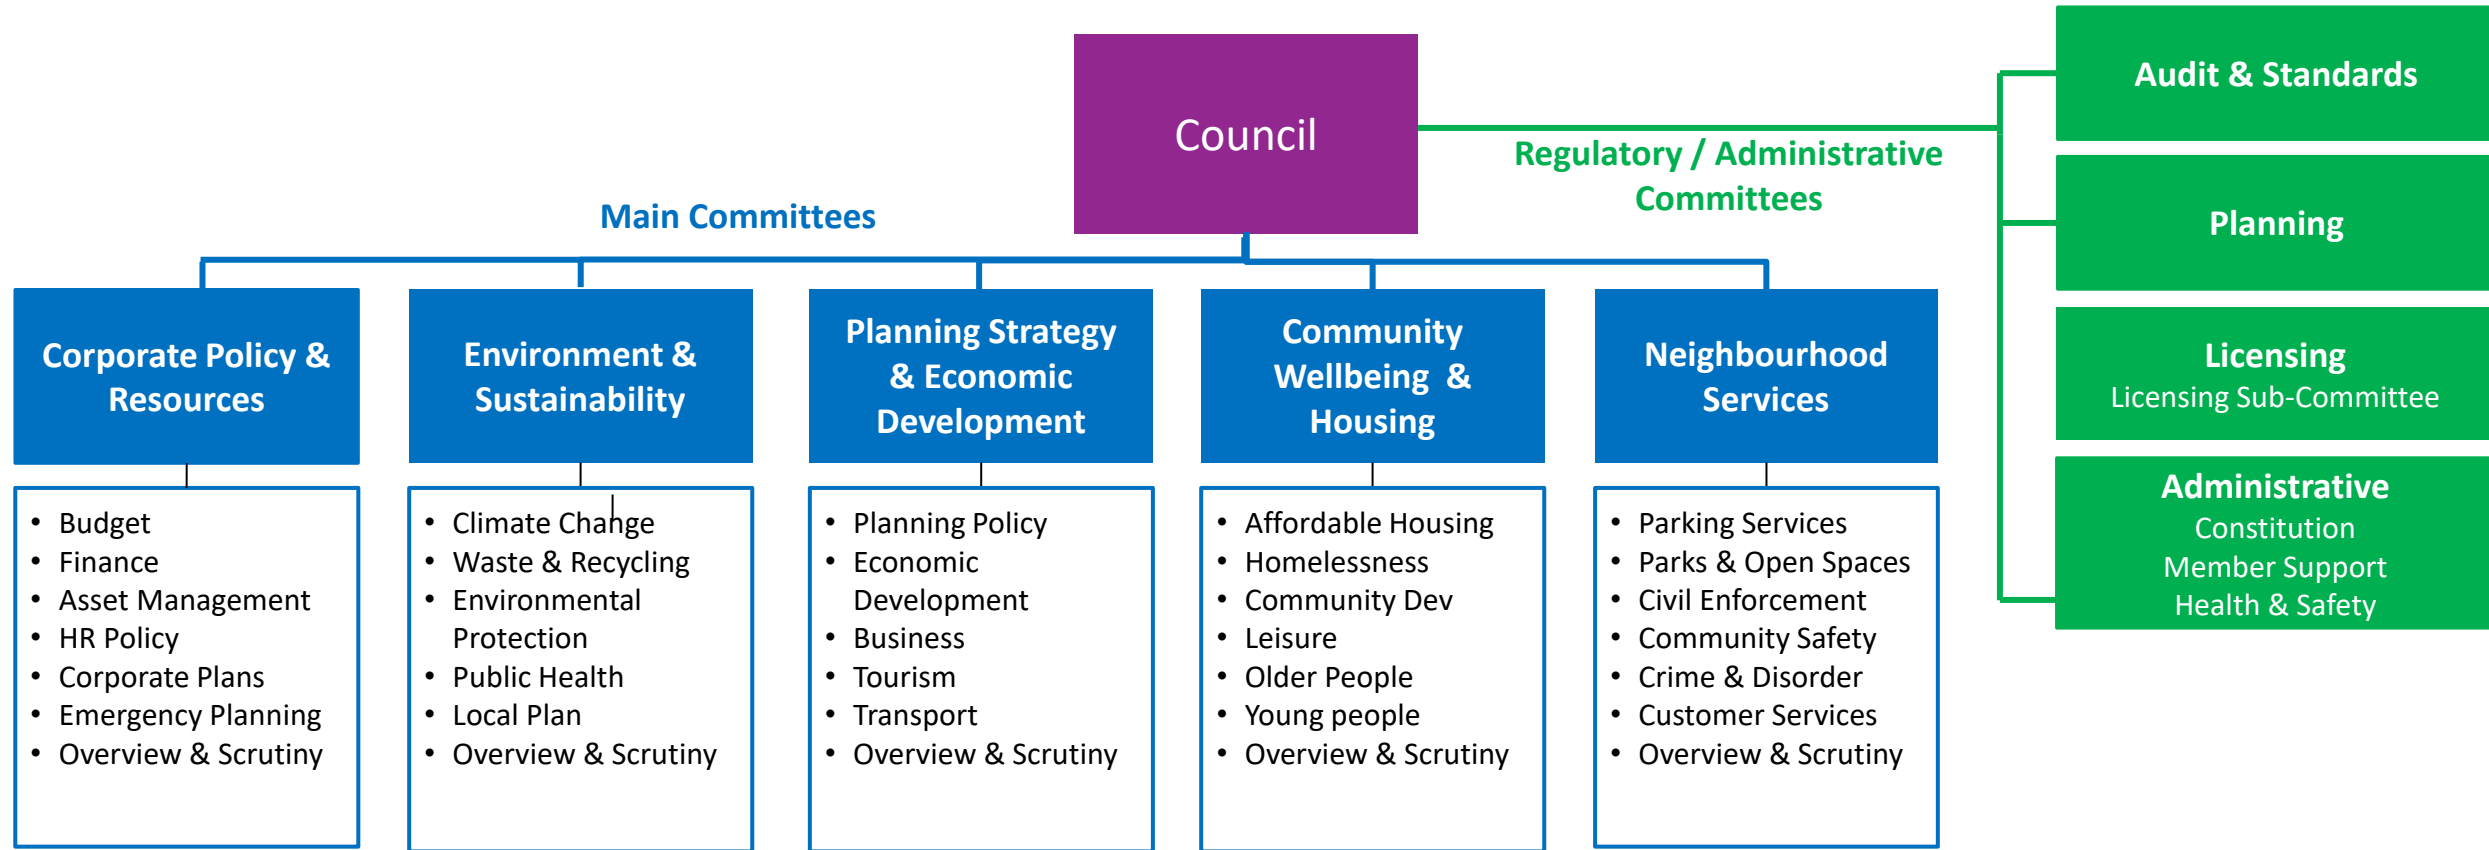 Council
Main Committees
Regulatory / Administrative
Committees
Corporate Policy &
Resources
• Budget
• Finance
• Asset Management
• HR Policy
• Corporate Plans
• Emergency Planning
• Overview & Scrutiny
Environment &
Sustainability
• Climate Change
• Waste & Recycling
• Environmental
Protection
• Public Health
• Local Plan
• Overview & Scrutiny
Planning Strategy
& Economic
Development
• Planning Policy
• Economic
Development
• Business
• Tourism
• Transport
• Overview & Scrutiny
Community
Wellbeing &
Housing
• Affordable Housing
• Homelessness
• Community Dev
• Leisure
• Older People
• Young people
• Overview & Scrutiny
Neighbourhood
Services
• Parking Services
• Parks & Open Spaces
• Civil Enforcement
• Community Safety
• Crime & Disorder
• Customer Services
• Overview & Scrutiny
Audit & Standards
Planning
Licensing
Licensing Sub-Committee
Administrative
Constitution
Member Support
Health & Safety